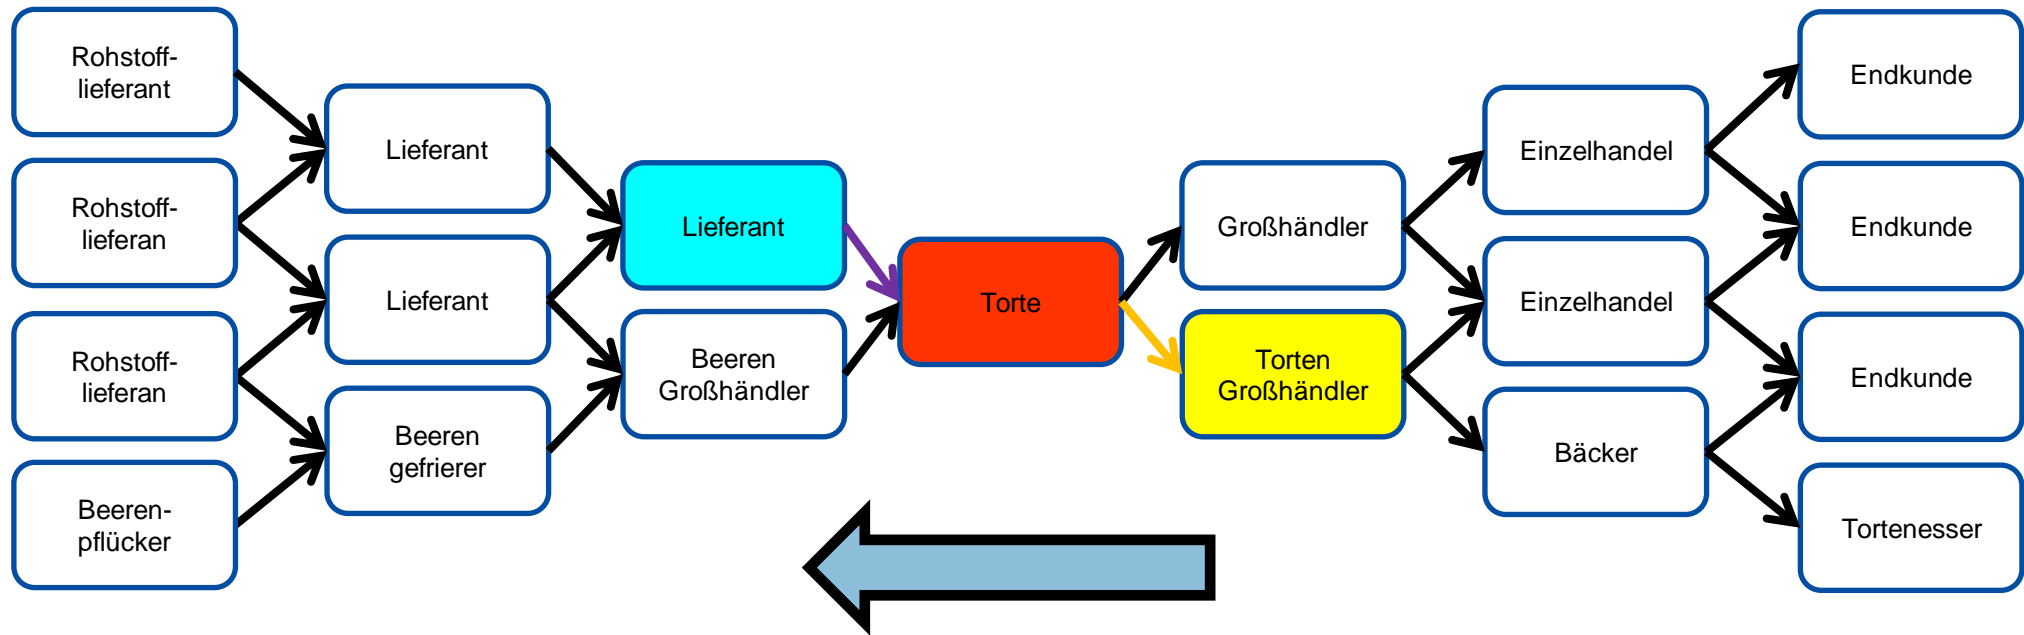 Rohstoff-
lieferant
Rohstoff-
lieferan
Rohstoff-
lieferan
Beeren-
pflücker
Lieferant
Lieferant
Beeren
gefrierer
Lieferant
Beeren
Großhändler
Torte
Großhändler
Torten
Großhändler
Einzelhandel
Einzelhandel
Bäcker
Endkunde
Endkunde
Endkunde
Tortenesser